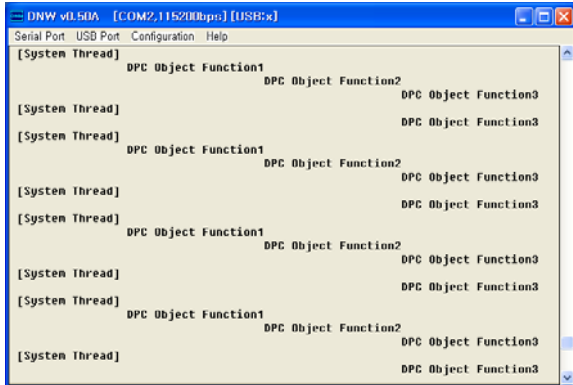 DNW v0.50A [COM2,115200bps][USB:x]
Serial Port USB Port Configuration Help
[System Thread]
DPC Object Function1
DPC Object Function2
DPC Object Function3
[System Thread]
DPC Object Function3
[System Thread]
DPC Object Function1
DPC Object Function2
DPC Object Function3
[System Thread]
DPC Object Function3
[System Thread]
DPC Object Function1
DPC Object Function2
DPC Object Function3
[System Thread]
DPC Object Function3
[System Thread]
DPC Object Function1
DPC Object Function2
DPC Object Function3
[System Thread]
DPC Object Function3